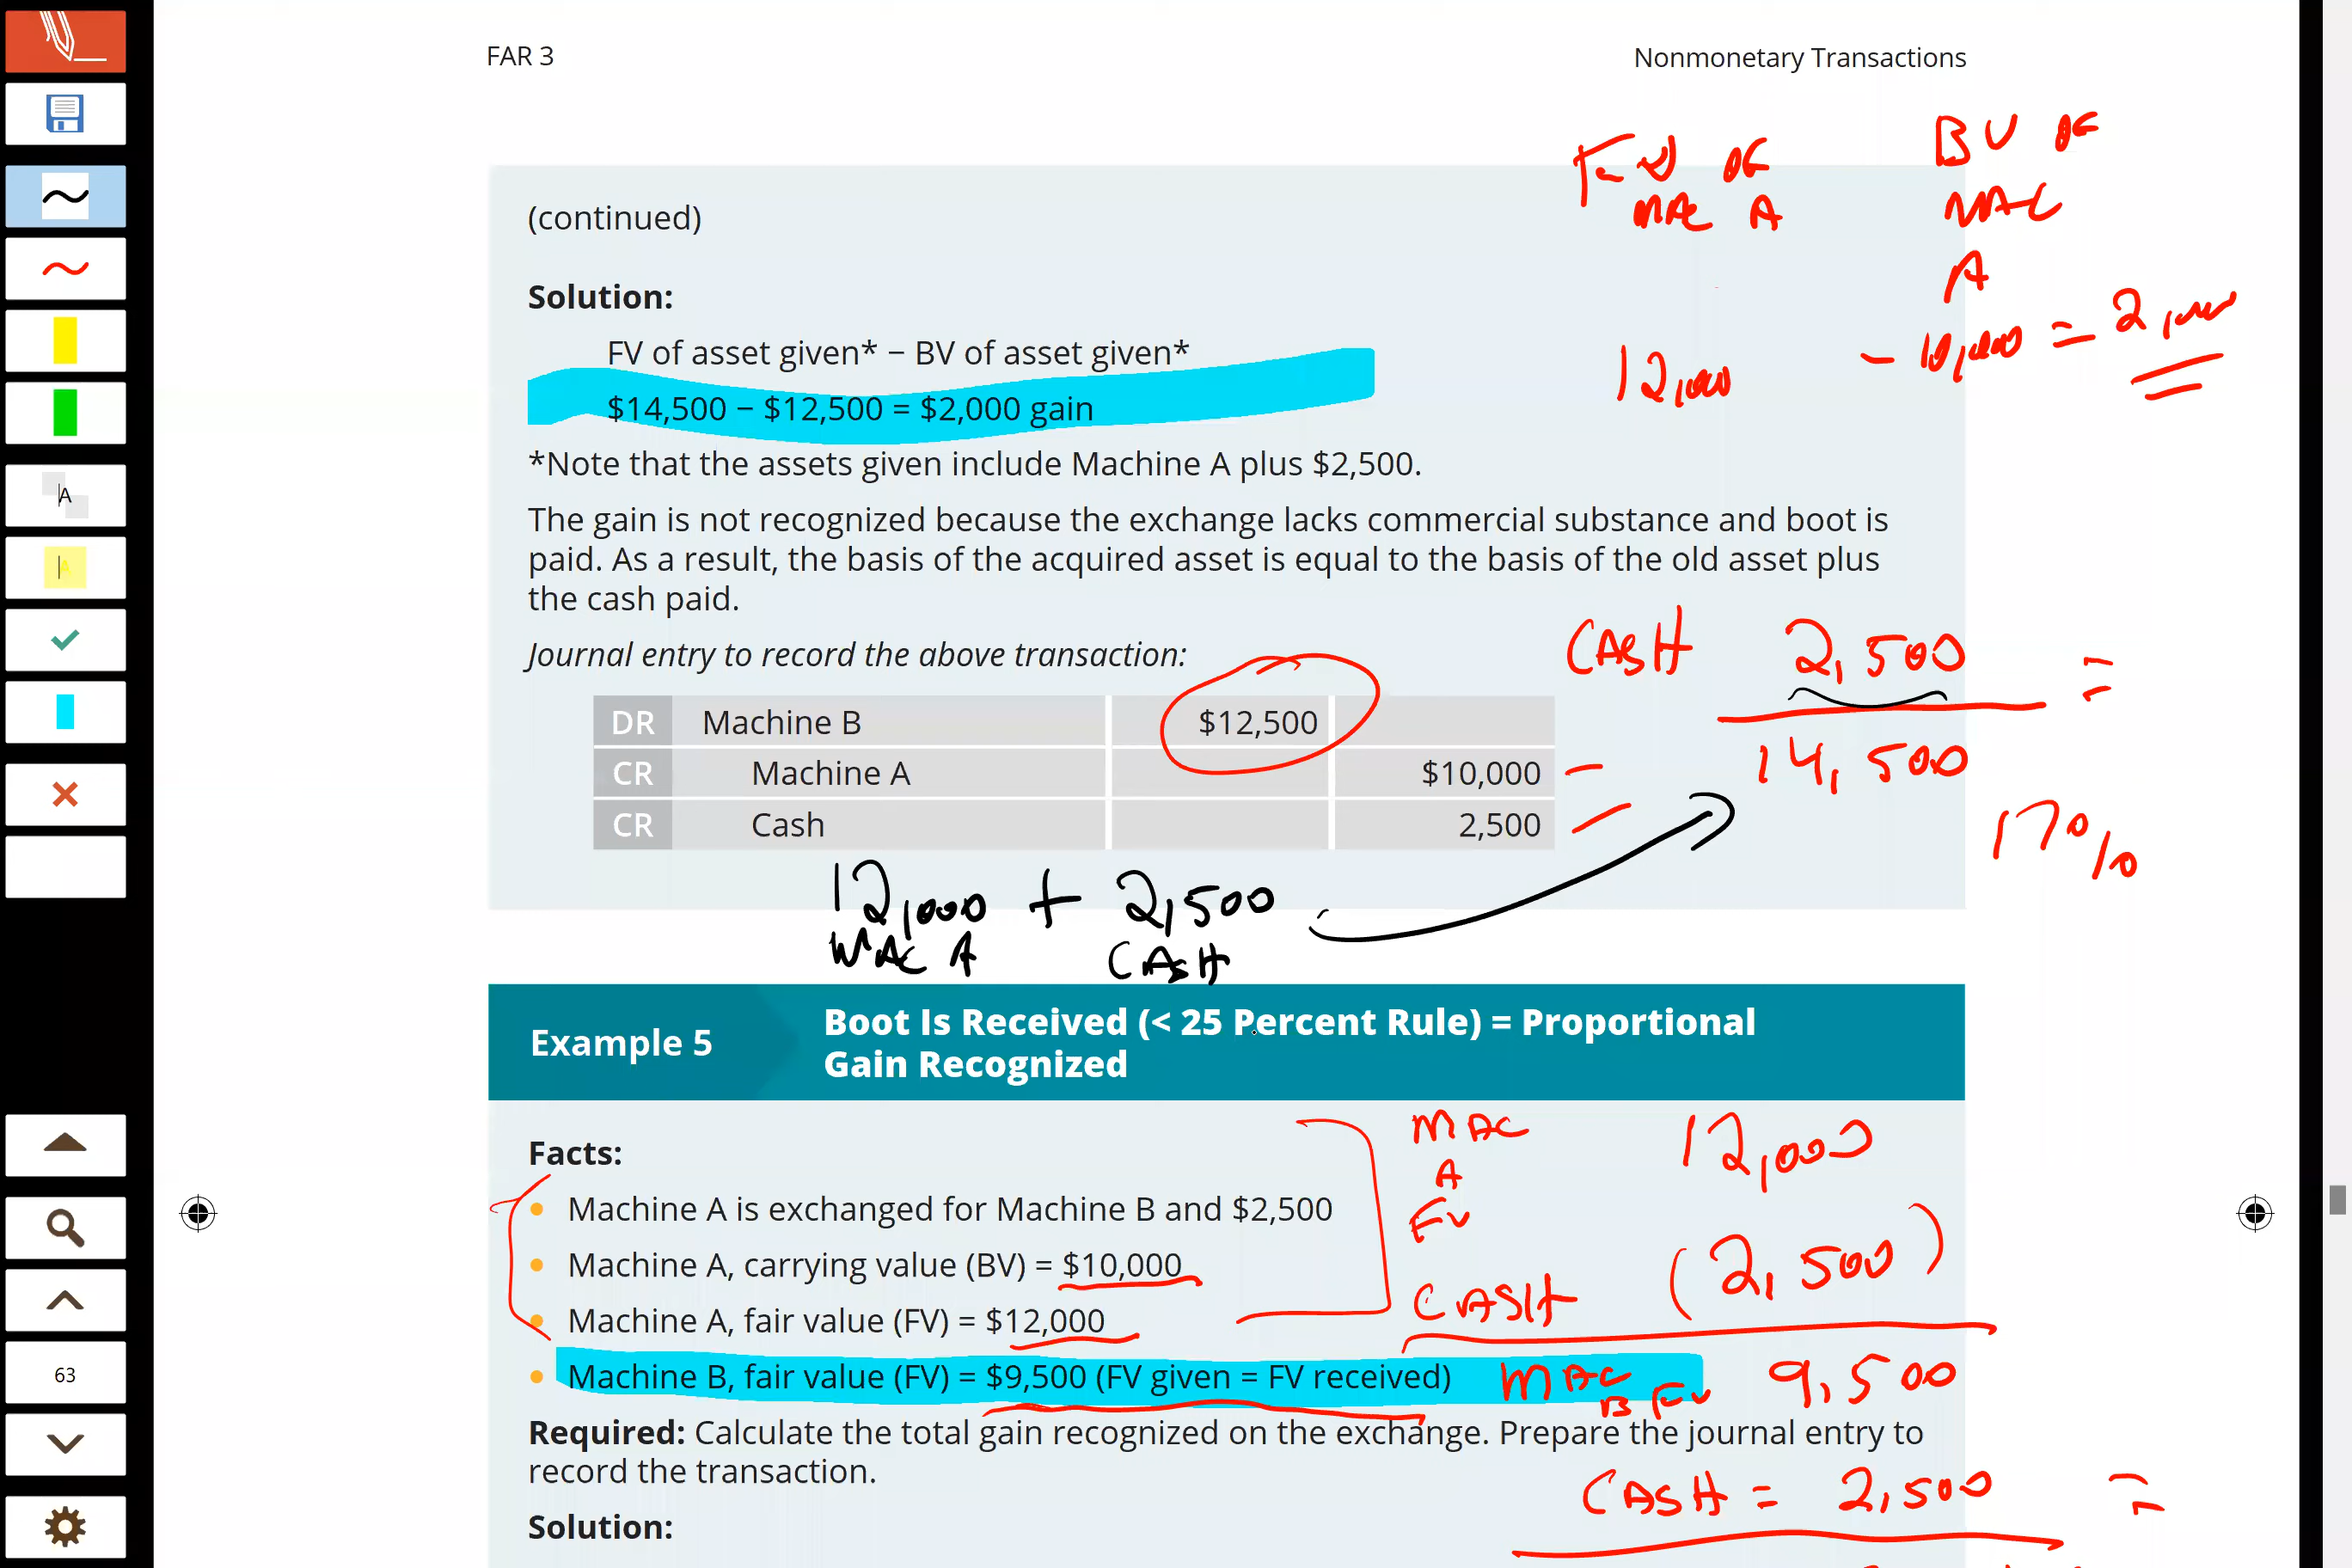 FAR 3
Nonmonetary Transactions
FV OF
MAC A
BV OF
MAC
A
12,000 − 10,000 = 2,000
(continued)
Solution:
FV of asset given* − BV of asset given*
$14,500 − $12,500 = $2,000 gain
*Note that the assets given include Machine A plus $2,500.
The gain is not recognized because the exchange lacks commercial substance and boot is
paid. As a result, the basis of the acquired asset is equal to the basis of the old asset plus
the cash paid.
Journal entry to record the above transaction:
CASH 2,500 =
14,500
17%
DR Machine B $12,500
CR Machine A $10,000
CR Cash 2,500
12,000 + 2,500
MAC A CASH
Example 5
Boot Is Received (< 25 Percent Rule) = Proportional
Gain Recognized
Facts:
• Machine A is exchanged for Machine B and $2,500
• Machine A, carrying value (BV) = $10,000
• Machine A, fair value (FV) = $12,000
• Machine B, fair value (FV) = $9,500 (FV given = FV received)
MAC
A
FV
12,000
CASH (2,500)
MAC B FV 9,500
Required: Calculate the total gain recognized on the exchange. Prepare the journal entry to
record the transaction.
CASH = 2,500 =
Solution:
A
A
63